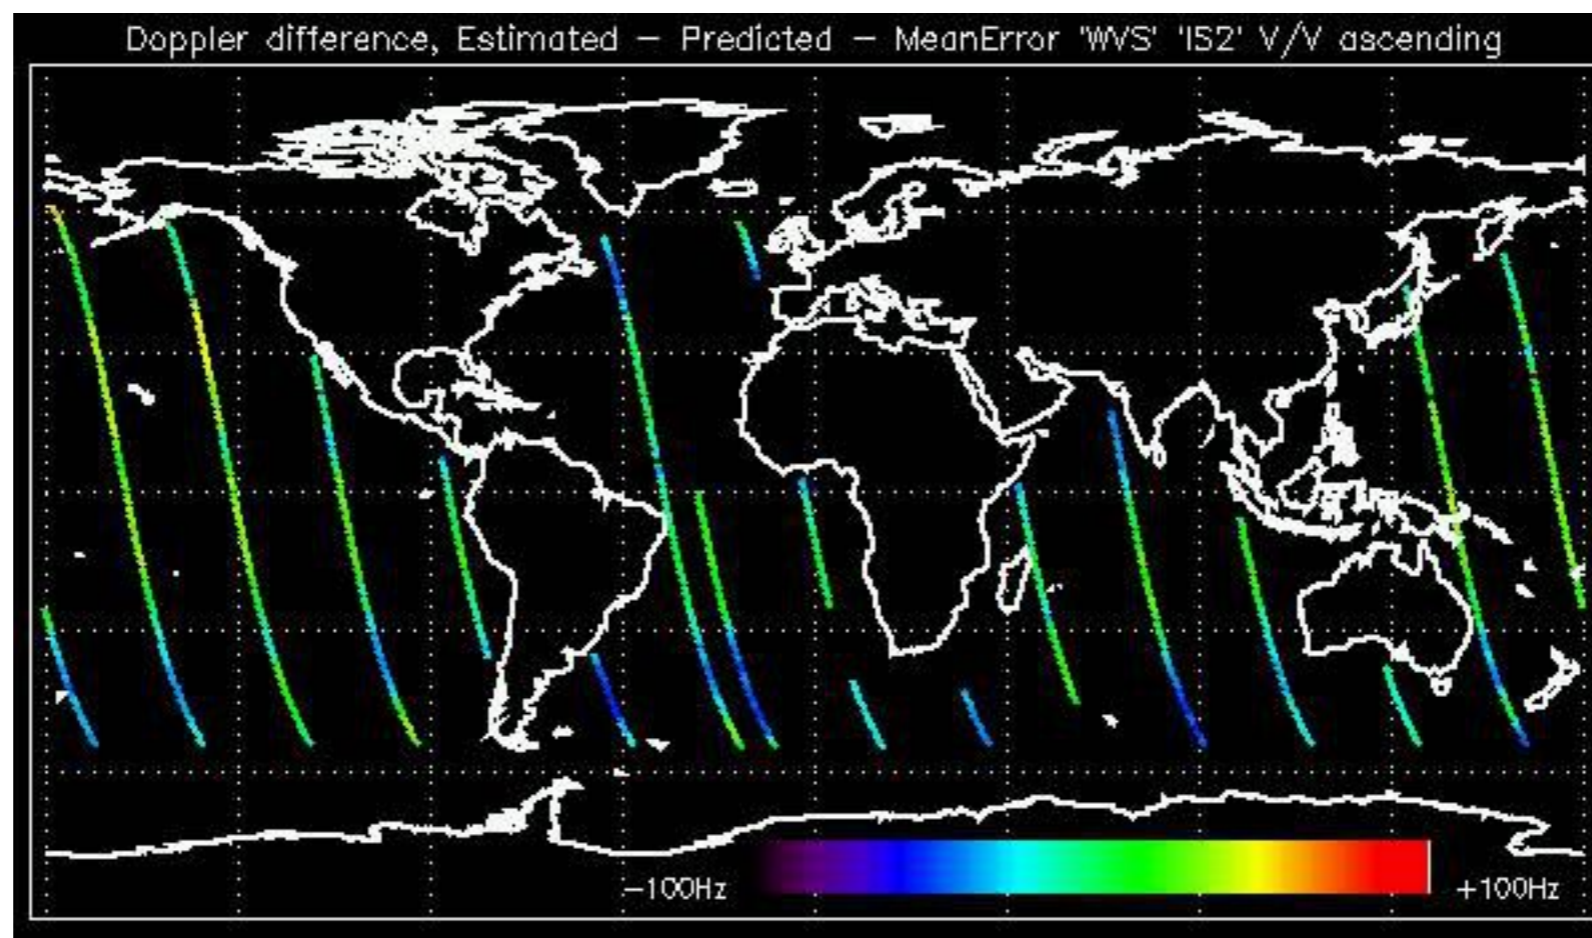 Doppler difference, Estimated – Predicted – MeanError 'WVS' 'IS2' V/V ascending
–100Hz
+100Hz